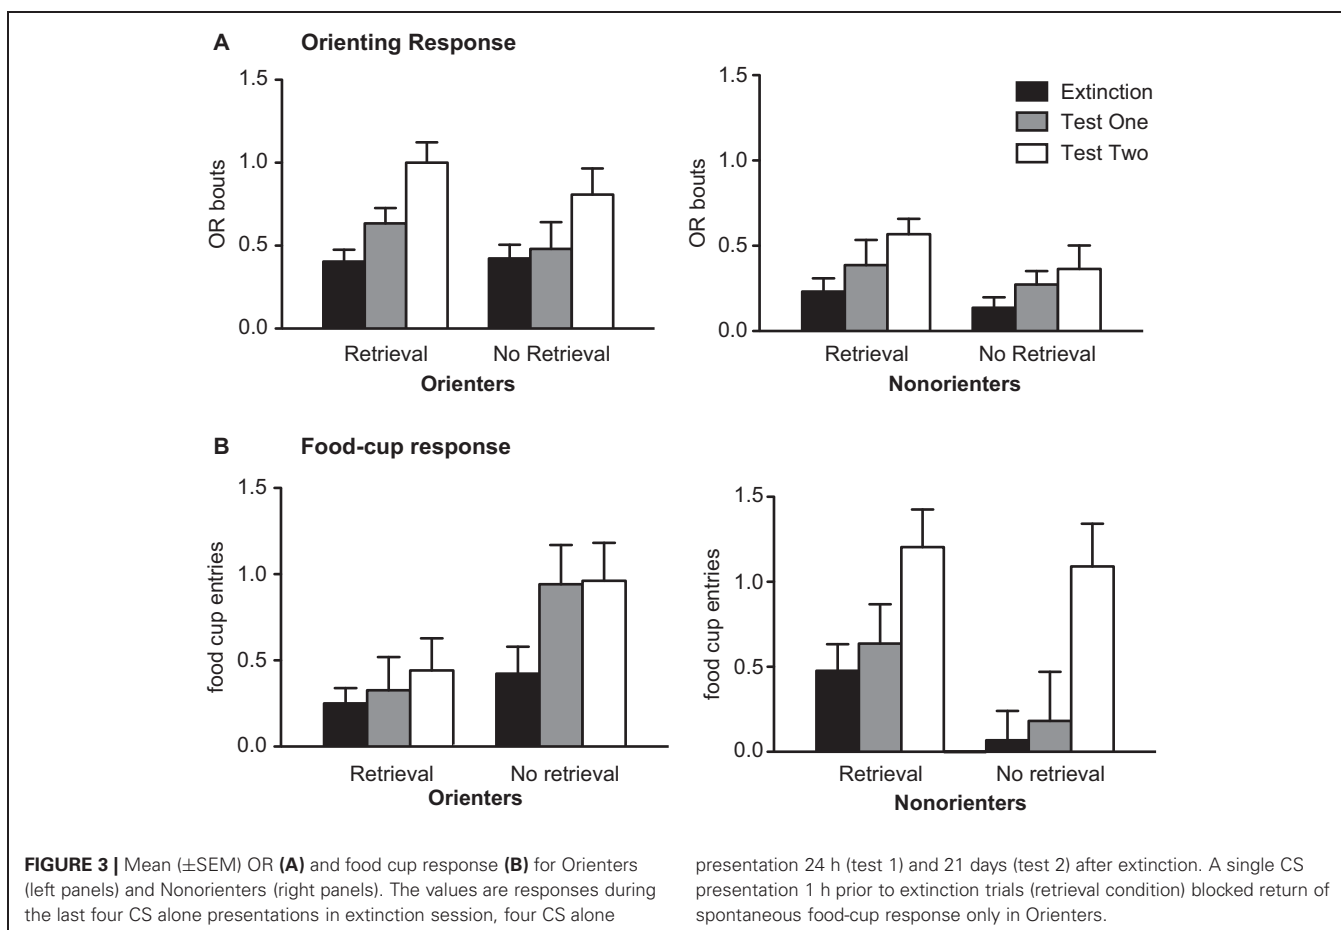 A Orienting Response
1.5
1.0
0.5
0.0
OR bouts
Retrieval No Retrieval
Orienters
1.5
1.0
0.5
0.0
OR bouts
Extinction
Test One
Test Two
Retrieval No Retrieval
Nonorienters
B Food-cup response
1.5
1.0
0.5
0.0
food cup entries
Retrieval No retrieval
Orienters
1.5
1.0
0.5
0.0
food cup entries
Retrieval No retrieval
Nonorienters
FIGURE 3 | Mean (±SEM) OR (A) and food cup response (B) for Orienters
(left panels) and Nonorienters (right panels). The values are responses during
the last four CS alone presentations in extinction session, four CS alone
presentation 24 h (test 1) and 21 days (test 2) after extinction. A single CS
presentation 1 h prior to extinction trials (retrieval condition) blocked return of
spontaneous food-cup response only in Orienters.